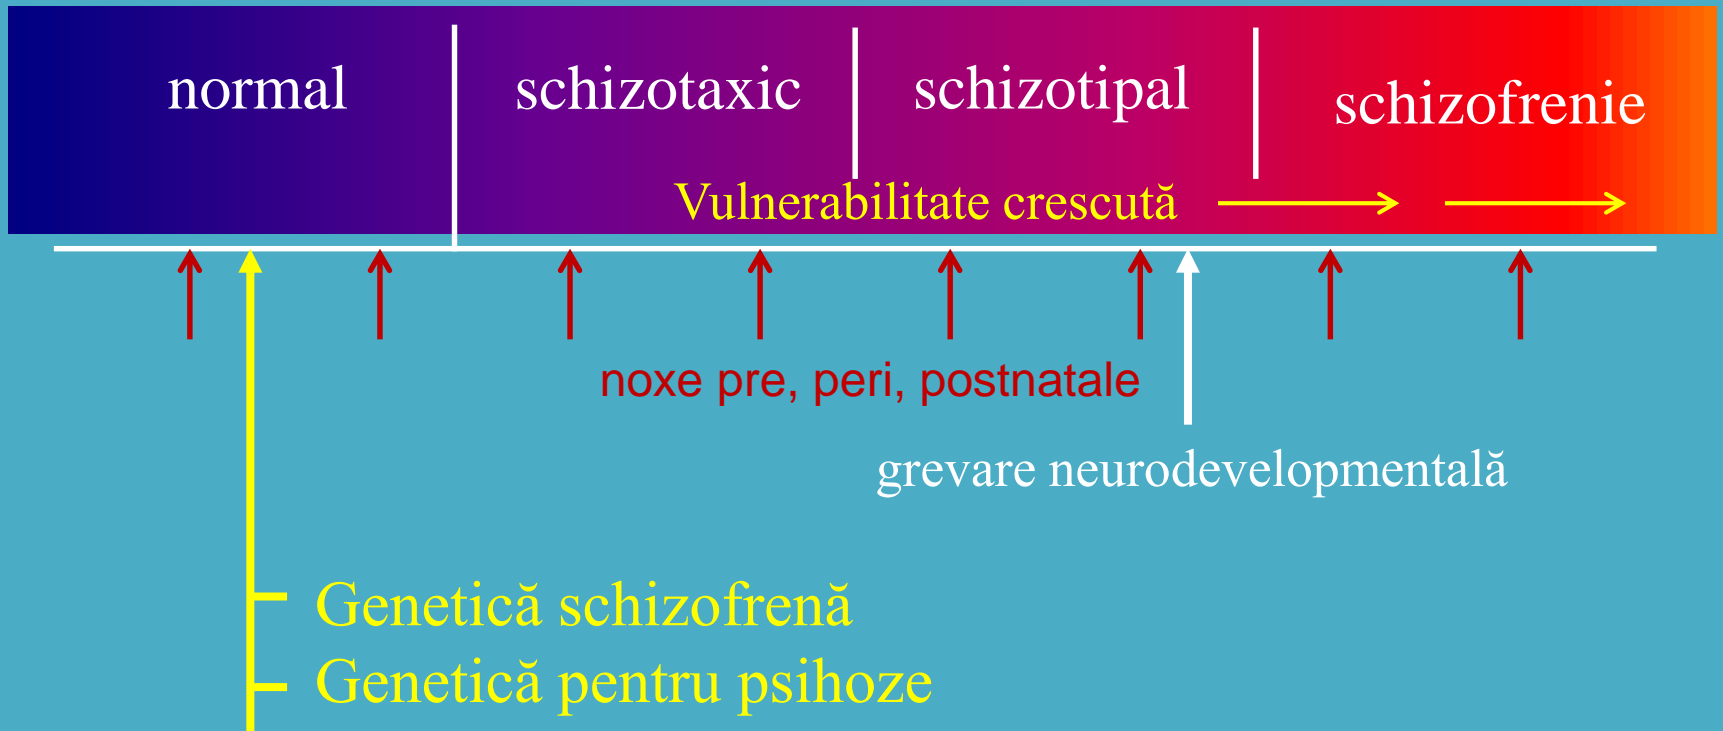 normal
schizotaxic
schizotipal
schizofrenie
Vulnerabilitate crescută
noxe pre, peri, postnatale
grevare neurodevelopmentală
Genetică schizofrenă
Genetică pentru psihoze